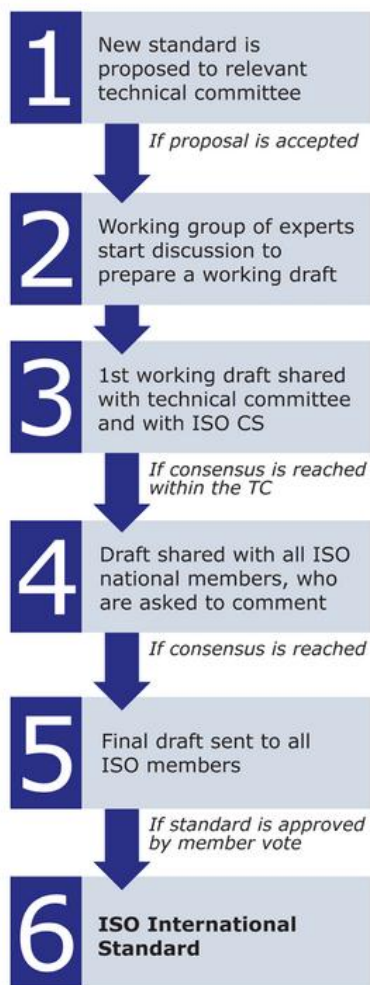 1
New standard is
proposed to relevant
technical committee
If proposal is accepted
2
Working group of experts
start discussion to
prepare a working draft
3
1st working draft shared
with technical committee
and with ISO CS
If consensus is reached
within the TC
4
Draft shared with all ISO
national members, who
are asked to comment
If consensus is reached
5
Final draft sent to all
ISO members
If standard is approved
by member vote
6
ISO International
Standard